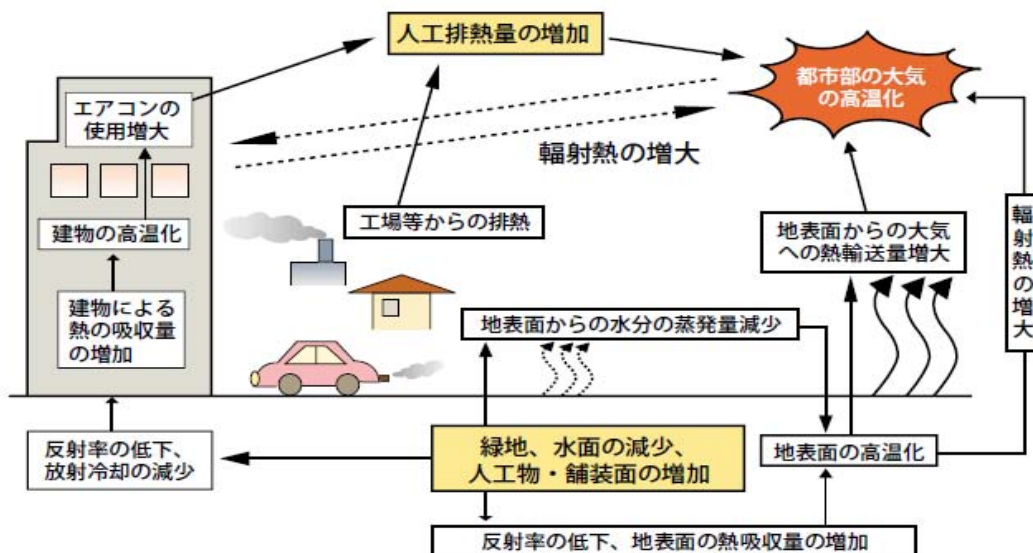 人工排熱量の増加
都市部の大気
の高温化
エアコンの
使用増大
輻射熱の増大
工場等からの排熱
建物の高温化
地表面からの大気
への熱輸送量増大
輻射熱の増大
建物による
熱の吸収量
の増加
地表面からの水分の蒸発量減少
反射率の低下、
放射冷却の減少
緑地、水面の減少、
人工物・舗装面の増加
地表面の高温化
反射率の低下、地表面の熱吸収量の増加